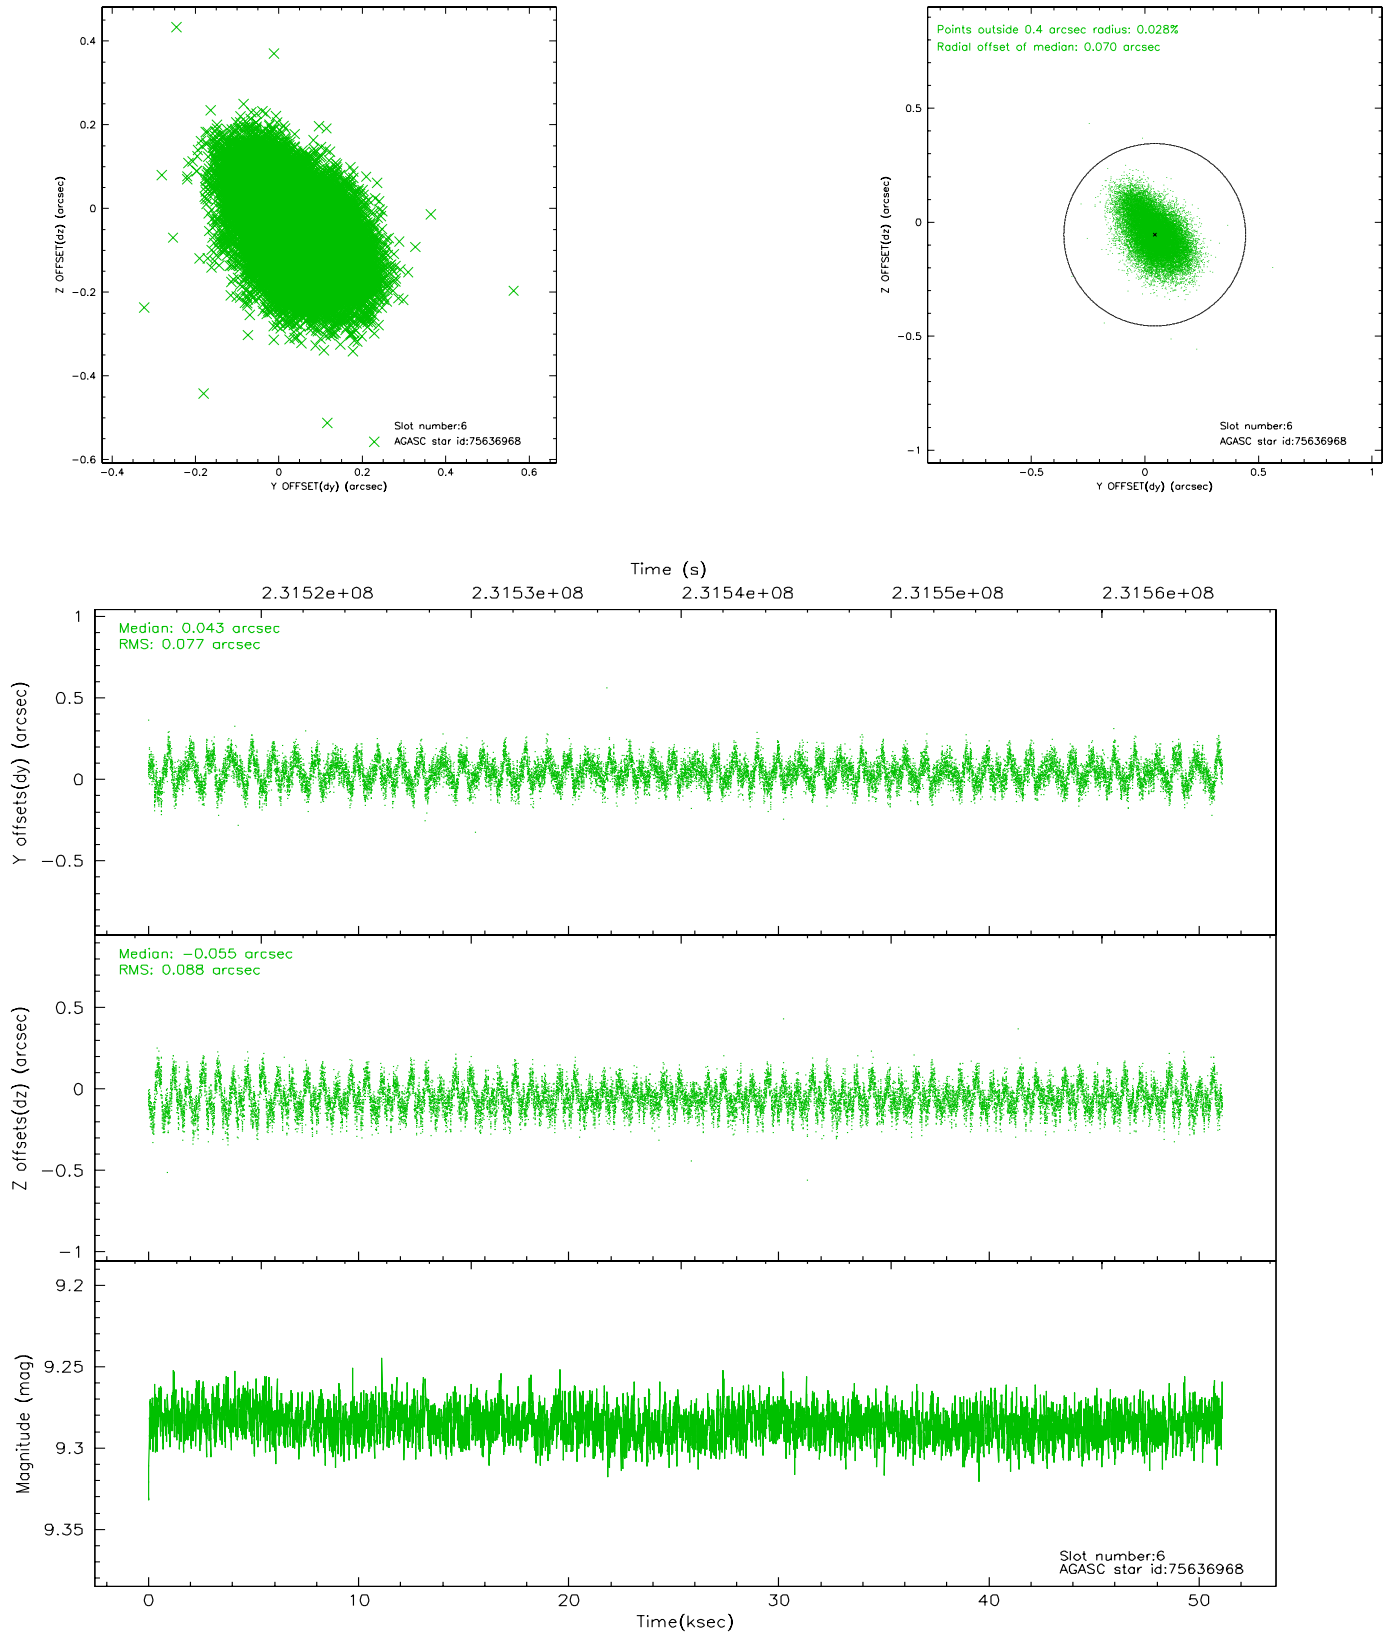 0.4
0.2
0
-0.2
-0.4
-0.6
Z OFFSET(dz) (arcsec)
-0.4 -0.2 0 0.2 0.4 0.6
Y OFFSET(dy) (arcsec)
Slot number:6
AGASC star id:75636968
Points outside 0.4 arcsec radius: 0.028%
Radial offset of median: 0.070 arcsec
0.5
0
-0.5
-1
Z OFFSET(dz) (arcsec)
-0.5 0 0.5 1
Y OFFSET(dy) (arcsec)
Slot number:6
AGASC star id:75636968
Time (s)
2.3152e+08 2.3153e+08 2.3154e+08 2.3155e+08 2.3156e+08
Median: 0.043 arcsec
RMS: 0.077 arcsec
1
0.5
0
-0.5
Y offsets(dy) (arcsec)
Median: -0.055 arcsec
RMS: 0.088 arcsec
0.5
0
-0.5
-1
Z offsets(dz) (arcsec)
9.2
9.25
9.3
9.35
Magnitude (mag)
Slot number:6
AGASC star id:75636968
0 10 20 30 40 50
Time(ksec)